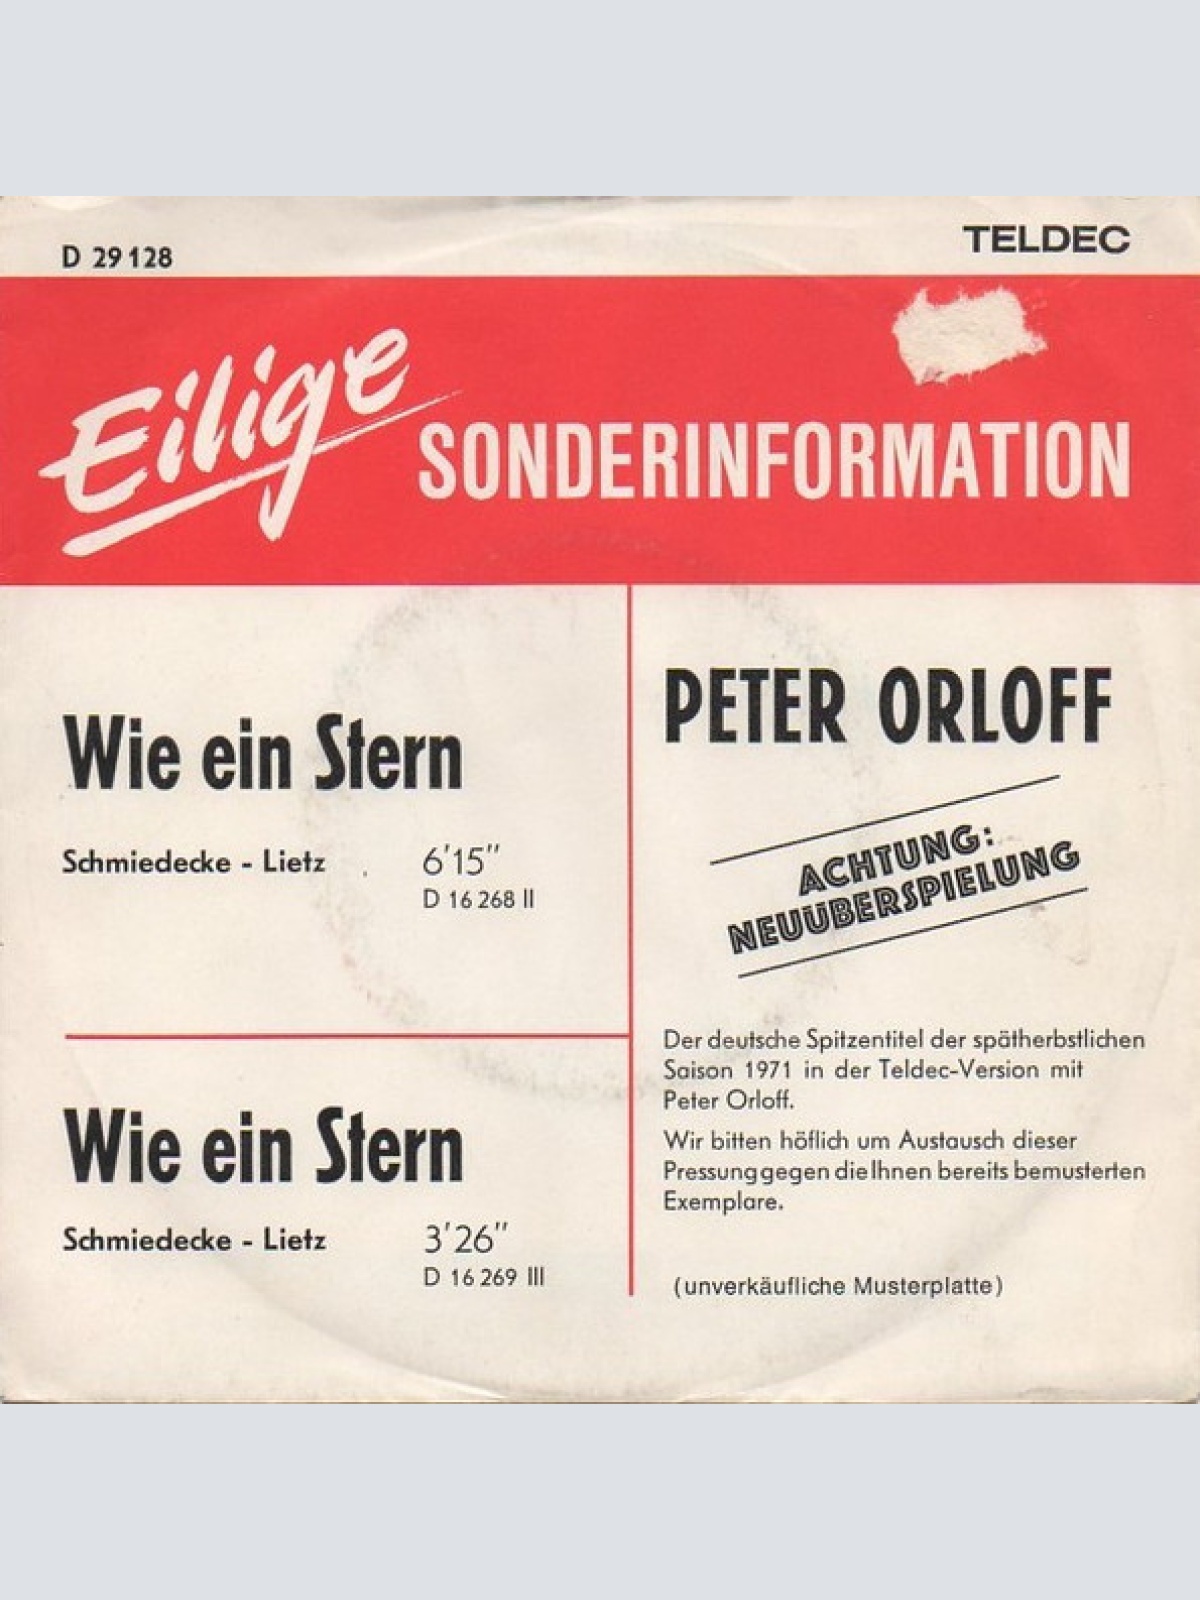 D 29 128
TELDEC
Eilige SONDERINFORMATION
Wie ein Stern
Schmiedecke - Lietz 6'15"
D 16 268 II
Wie ein Stern
Schmiedecke - Lietz 3'26"
D 16 269 III
PETER ORLOFF
ACHTUNG:
NEUÜBERSPIELUNG
Der deutsche Spitzentitel der spätherbstlichen
Saison 1971 in der Teldec-Version mit
Peter Orloff.
Wir bitten höflich um Austausch dieser
Pressung gegen die Ihnen bereits bemusterten
Exemplare.
(unverkäufliche Musterplatte)